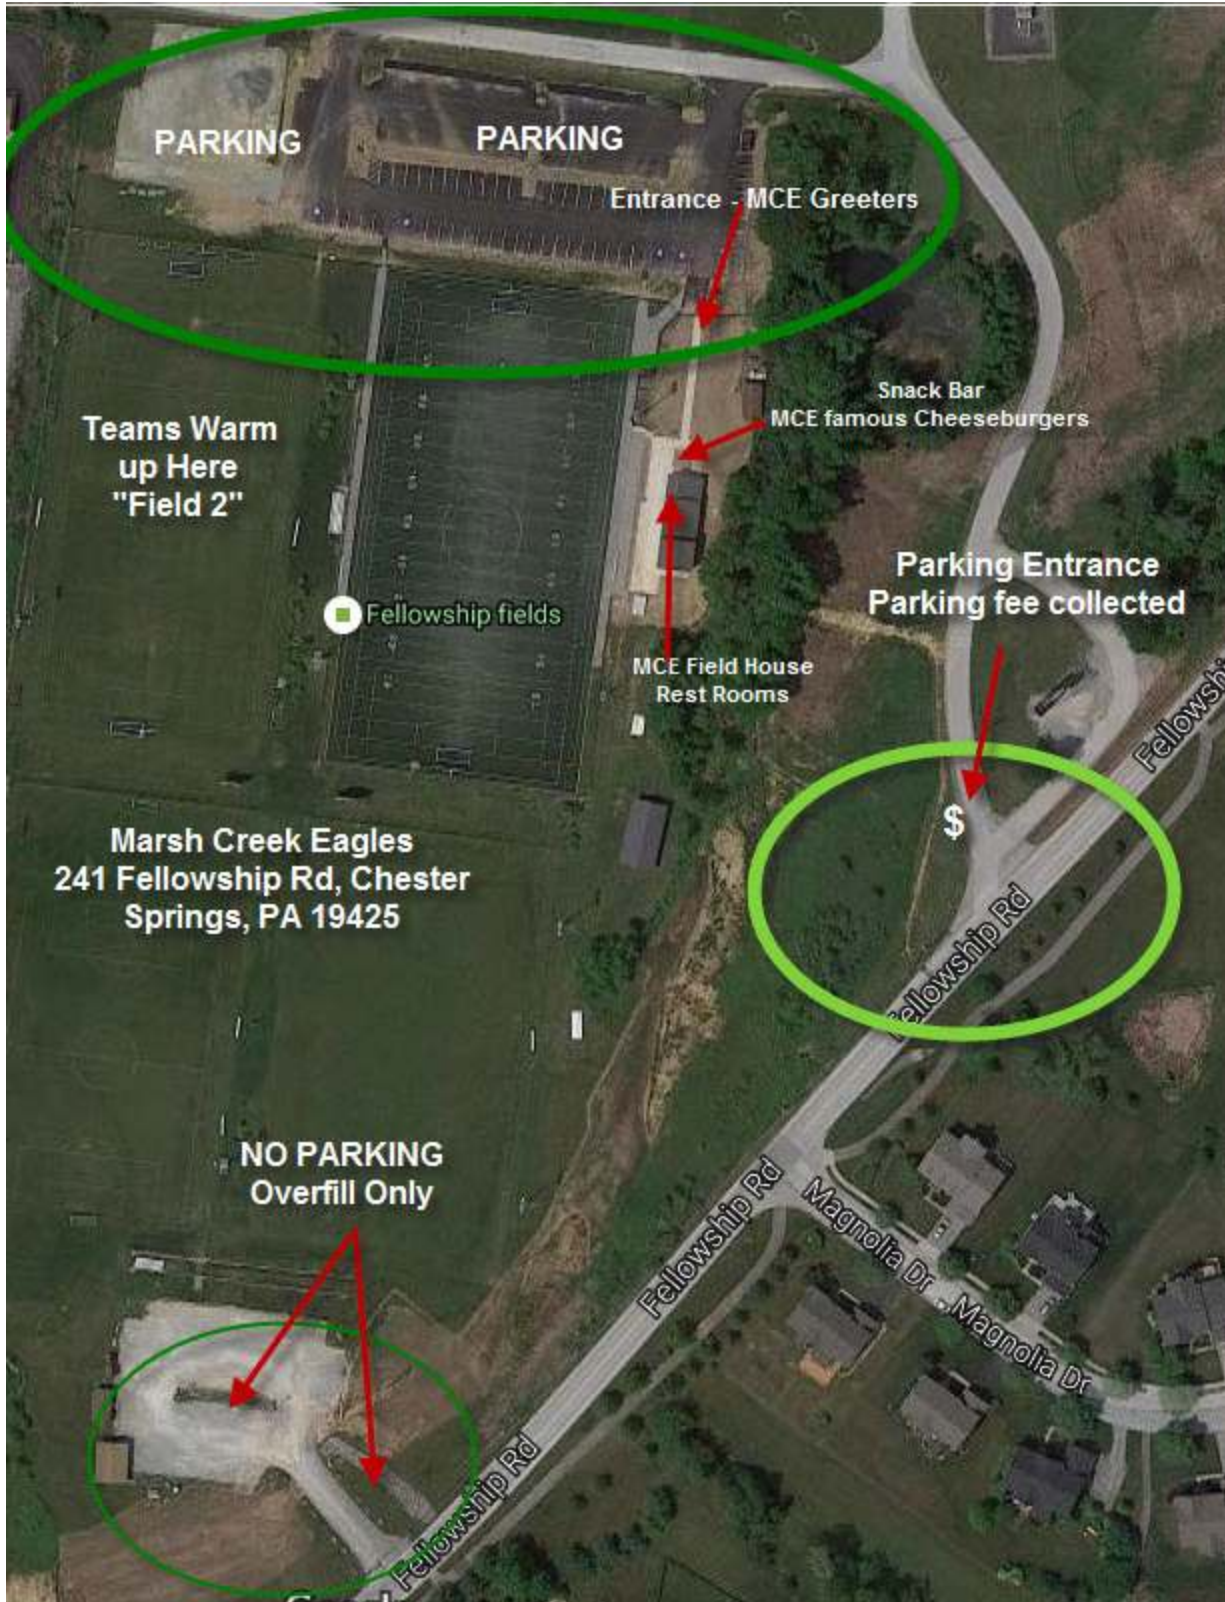 PARKING
PARKING
Entrance - MCE Greeters
Snack Bar
MCE famous Cheeseburgers
Teams Warm
up Here
"Field 2"
Parking Entrance
Parking fee collected
Fellowship fields
MCE Field House
Rest Rooms
Fellowship
$
Marsh Creek Eagles
241 Fellowship Rd, Chester
Springs, PA 19425
Fellowship Rd
NO PARKING
Overfill Only
Fellowship Rd
Magnolia Dr
Magnolia Dr
Fellowship Rd